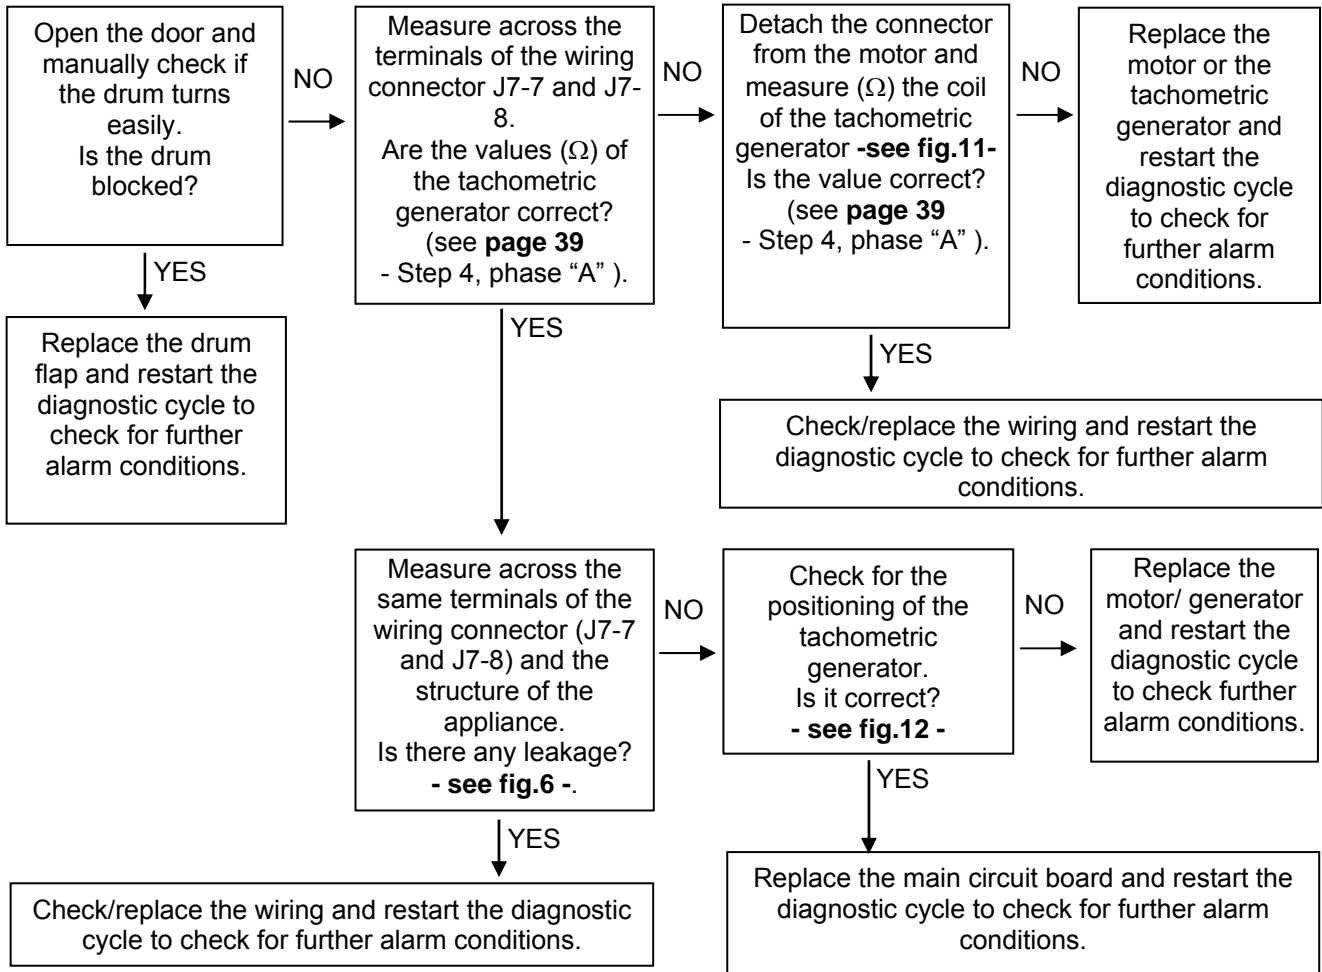 Open the door and
manually check if
the drum turns
easily.
Is the drum
blocked?
NO
YES
Replace the drum
flap and restart the
diagnostic cycle to
check for further
alarm conditions.
Measure across the
terminals of the wiring
connector J7-7 and J7-
8.
Are the values (Ω) of
the tachometric
generator correct?
(see page 39
- Step 4, phase “A” ).
NO
YES
Detach the connector
from the motor and
measure (Ω) the coil
of the tachometric
generator -see fig.11-
Is the value correct?
(see page 39
- Step 4, phase “A” ).
NO
YES
Replace the
motor or the
tachometric
generator and
restart the
diagnostic cycle
to check for
further alarm
conditions.
Check/replace the wiring and restart the
diagnostic cycle to check for further alarm
conditions.
Measure across the
same terminals of the
wiring connector (J7-7
and J7-8) and the
structure of the
appliance.
Is there any leakage?
- see fig.6 -.
NO
YES
Check for the
positioning of the
tachometric
generator.
Is it correct?
- see fig.12 -
NO
YES
Replace the
motor/ generator
and restart the
diagnostic cycle
to check further
alarm conditions.
Check/replace the wiring and restart the diagnostic
cycle to check for further alarm conditions.
Replace the main circuit board and restart the
diagnostic cycle to check for further alarm
conditions.